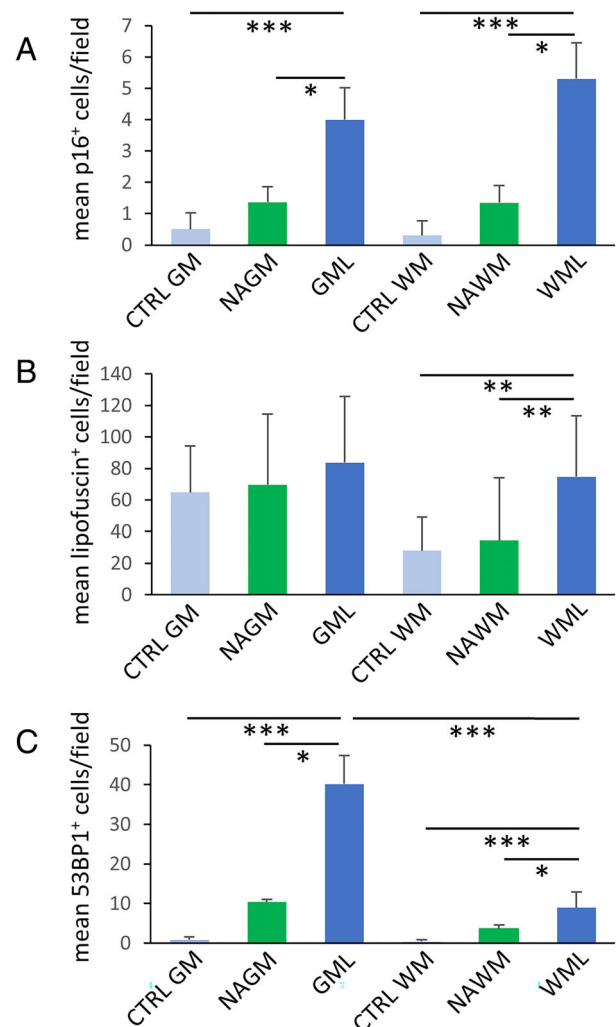 A
mean p16⁺ cells/field
7
6
5
4
3
2
1
0
***
*
***
*
CTRL GM
NAGM
GML
CTRL WM
NAWM
WML
B
mean lipofuscin⁺ cells/field
140
120
100
80
60
40
20
0
**
**
CTRL GM
NAGM
GML
CTRL WM
NAWM
WML
C
mean 53BP1⁺ cells/field
50
40
30
20
10
0
***
*
***
***
*
CTRL GM
NAGM
GML
CTRL WM
NAWM
WML